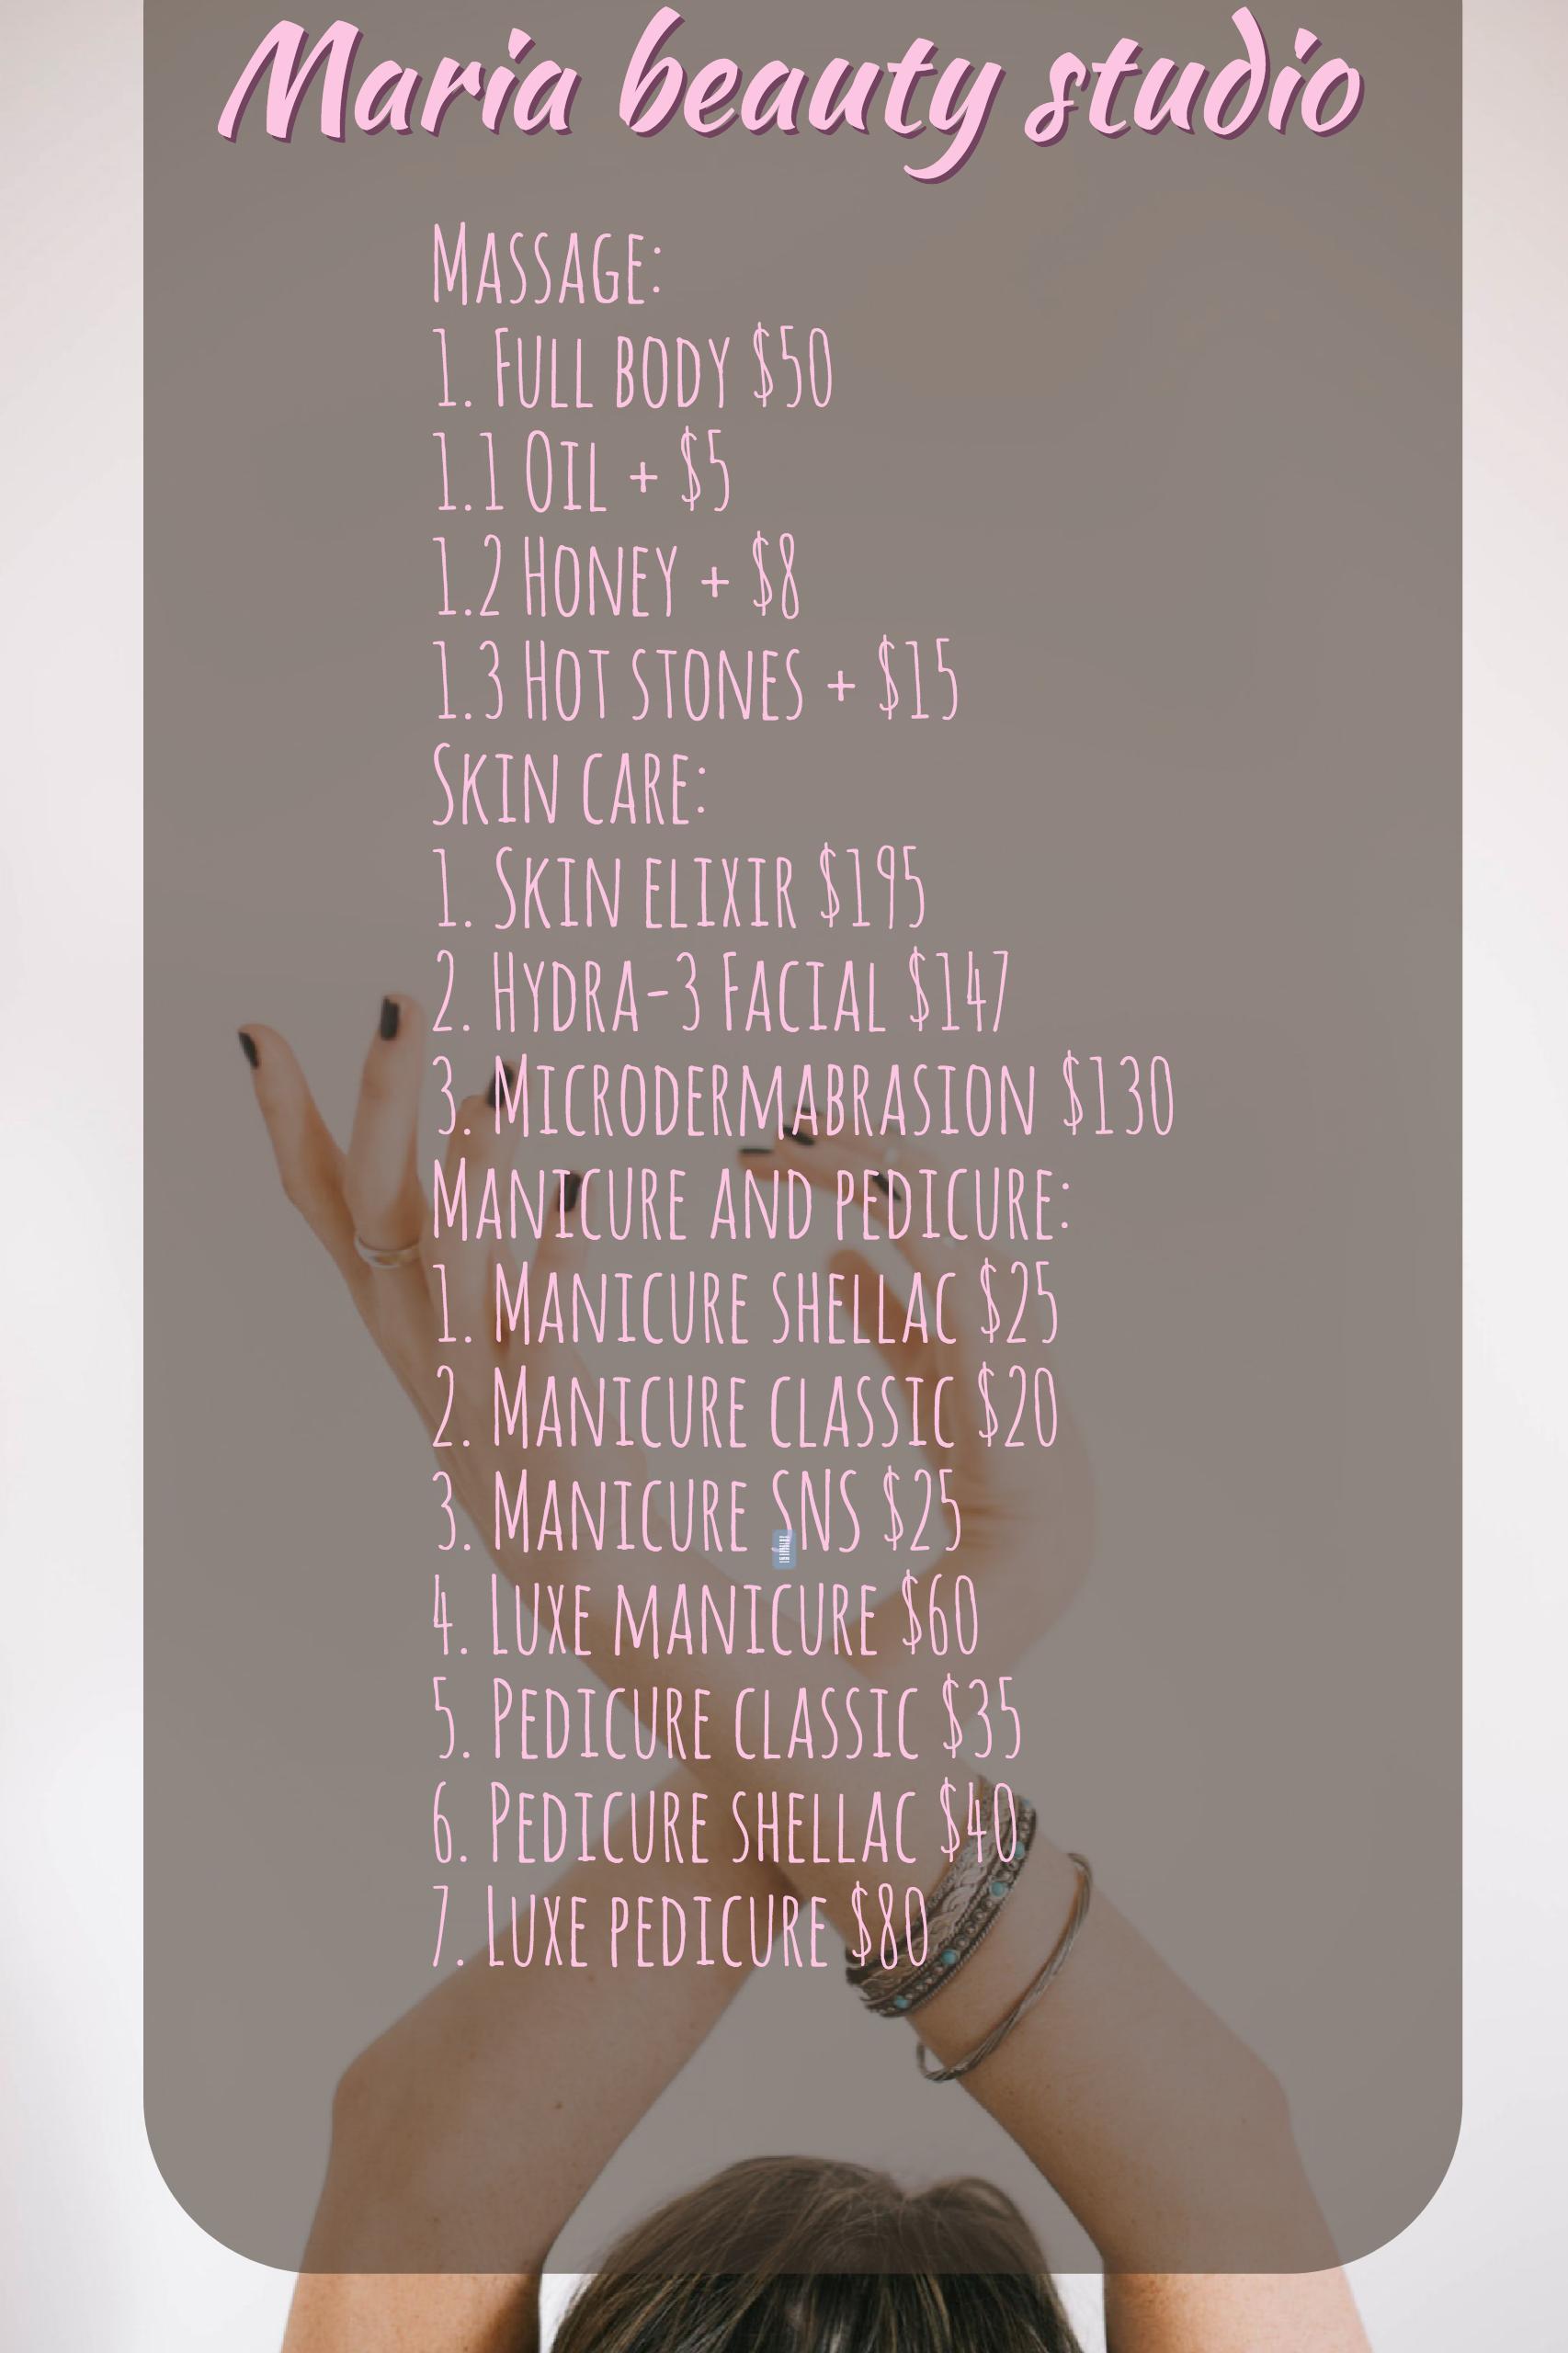 Maria beauty studio
Massage:
1. Full body $50
1.1 Oil + $5
1.2 Honey + $8
1.3 Hot stones + $15
Skin care:
1. Skin elixir $195
2. Hydra-3 Facial $147
3. Microdermabrasion $130
Manicure and pedicure:
1. Manicure shellac $25
2. Manicure classic $20
3. Manicure SNS $25
4. Luxe manicure $60
5. Pedicure classic $35
6. Pedicure shellac $40
7. Luxe pedicure $80